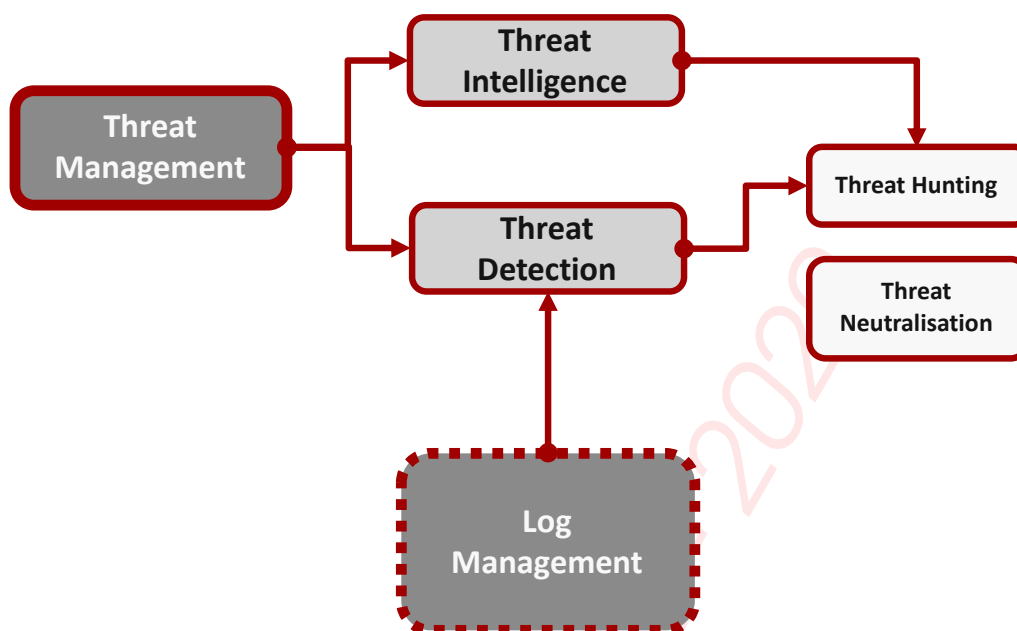 Threat
Intelligence
Threat
Management
Threat Hunting
Threat
Detection
Threat
Neutralisation
Log
Management